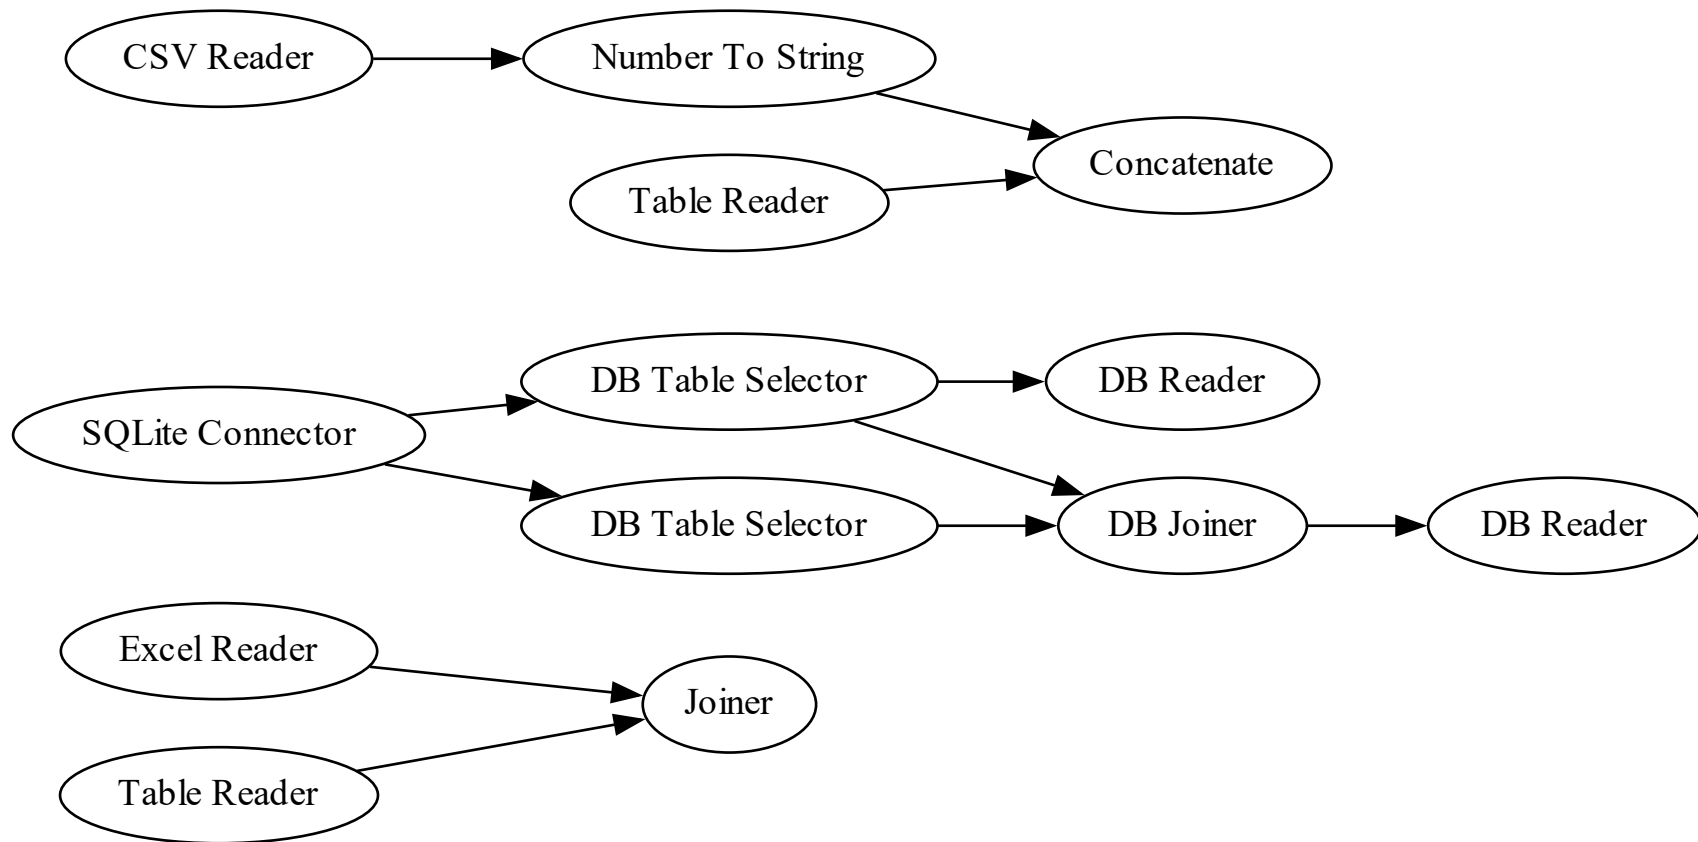 CSV Reader
Number To String
Concatenate
Table Reader
DB Table Selector
DB Reader
SQLite Connector
DB Table Selector
DB Joiner
DB Reader
Excel Reader
Joiner
Table Reader